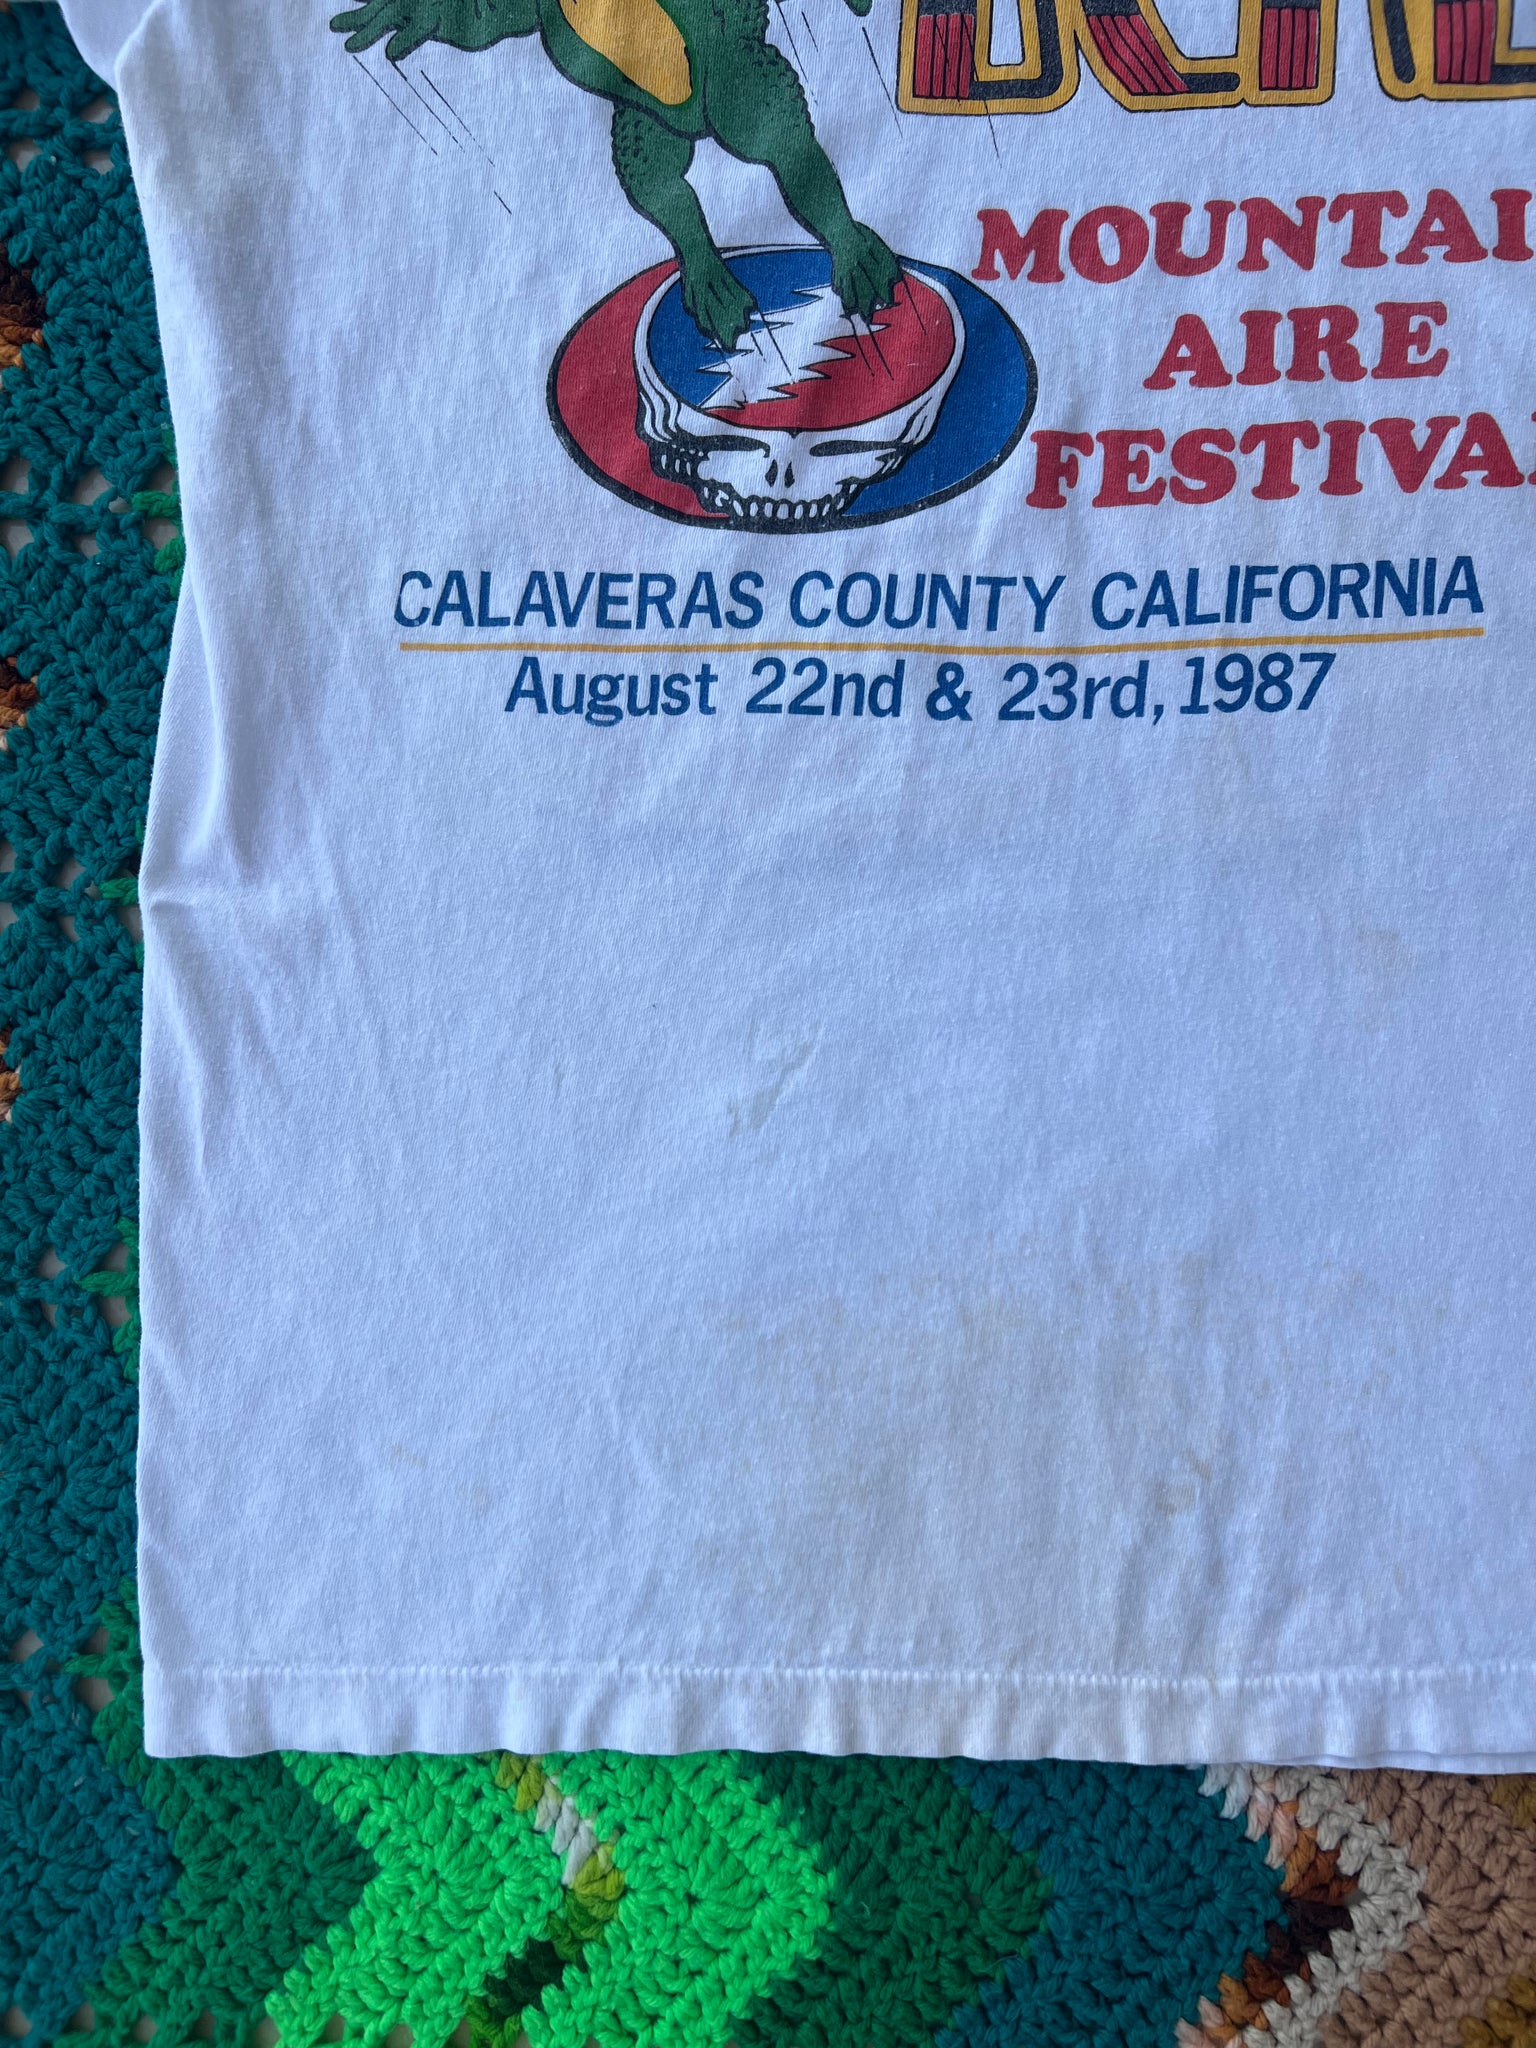 MOUNTAI
AIRE
FESTIVA
CALAVERAS COUNTY CALIFORNIA
August 22nd & 23rd, 1987